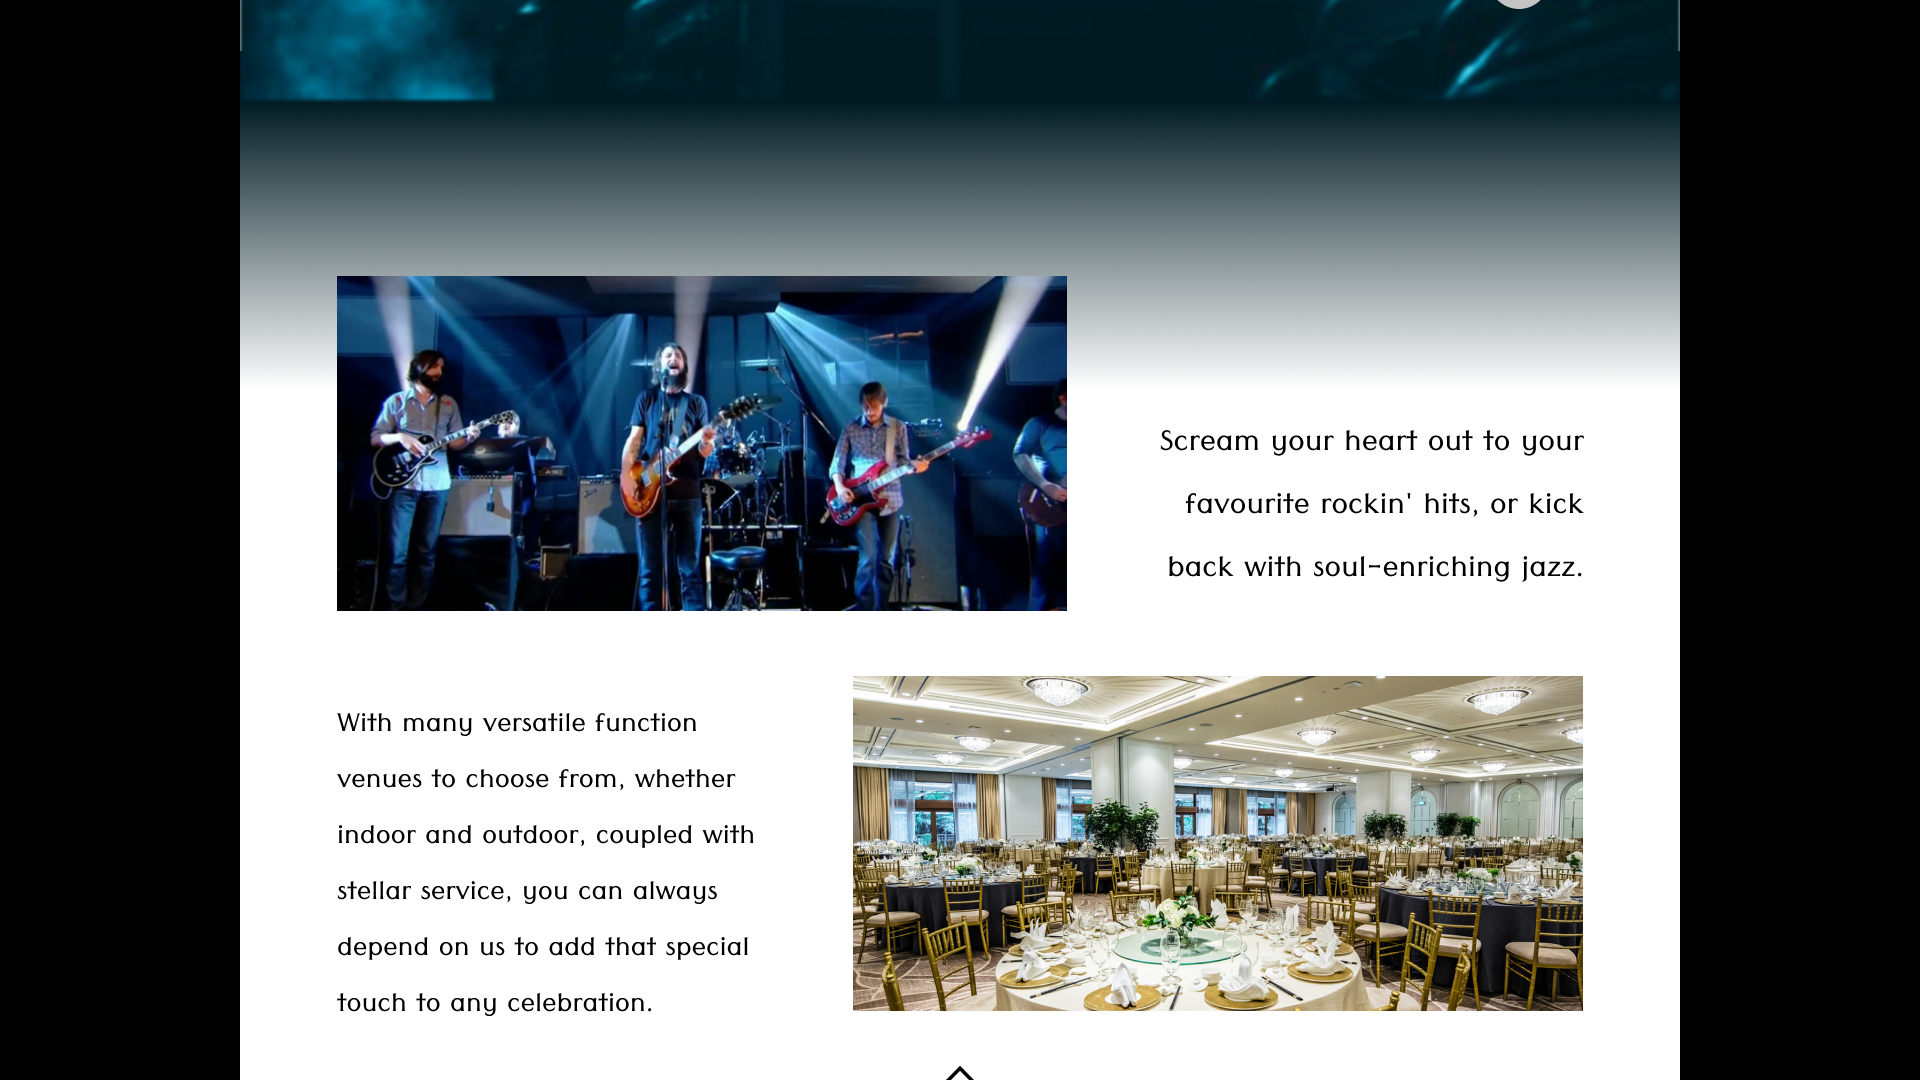 Scream your heart out to your
favourite rockin' hits, or kick
back with soul-enriching jazz.
With many versatile function
venues to choose from, whether
indoor and outdoor, coupled with
stellar service, you can always
depend on us to add that special
touch to any celebration.